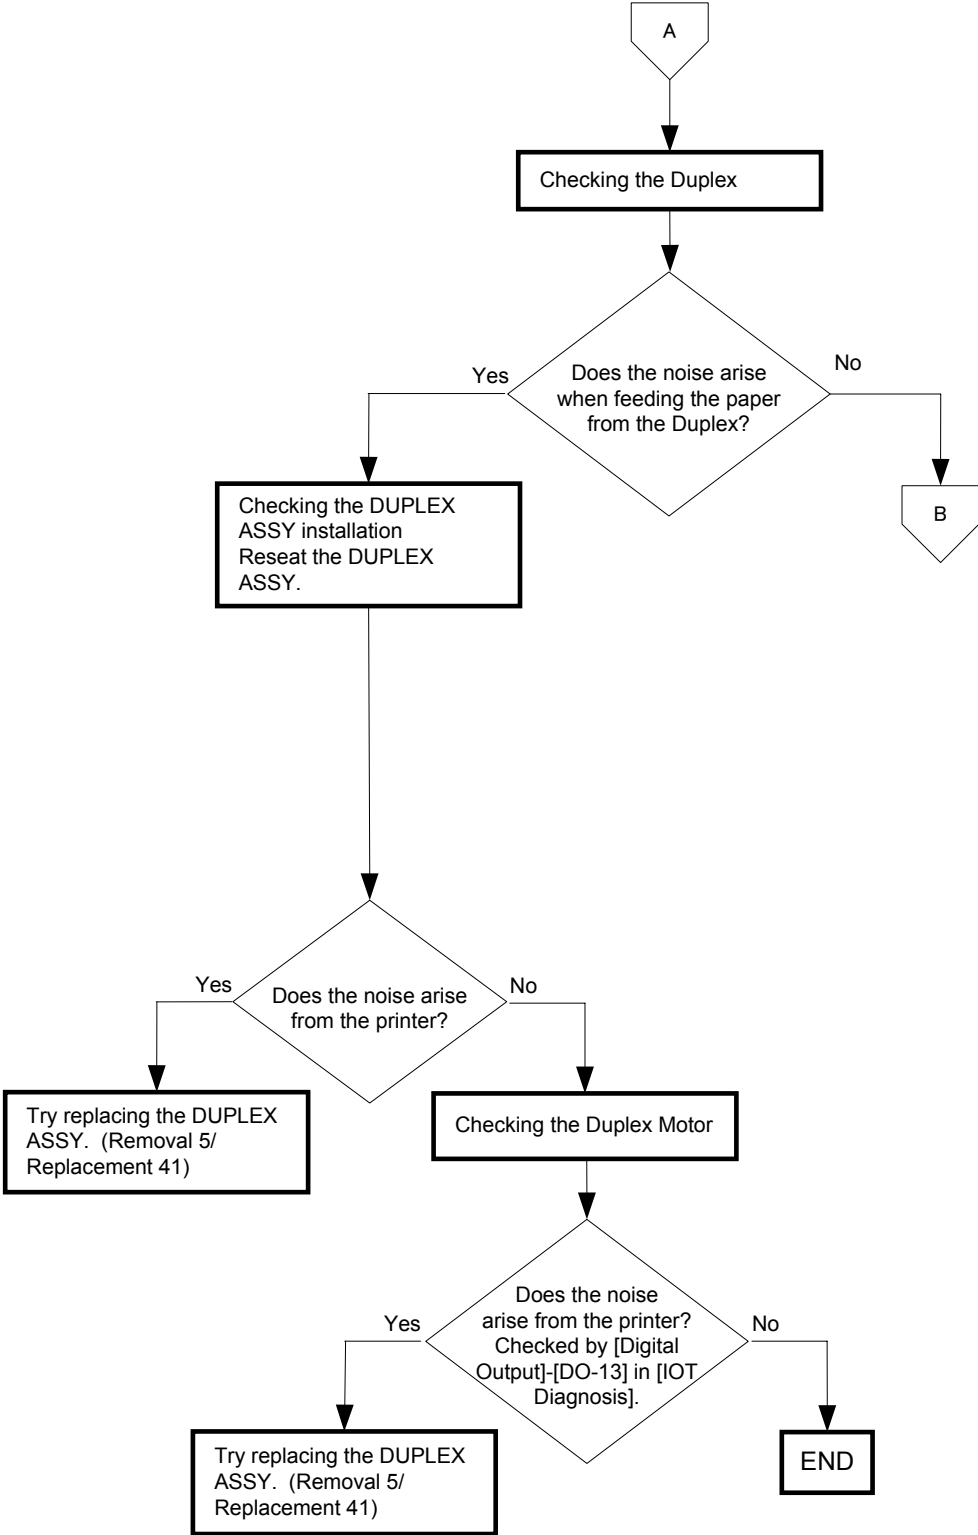 A
Checking the Duplex
Does the noise arise
when feeding the paper
from the Duplex?
Yes
No
Checking the DUPLEX
ASSY installation
Reseat the DUPLEX
ASSY.
B
Does the noise arise
from the printer?
Yes
No
Try replacing the DUPLEX
ASSY.  (Removal 5/
Replacement 41)
Checking the Duplex Motor
Does the noise
arise from the printer?
Checked by [Digital
Output]-[DO-13] in [IOT
Diagnosis].
Yes
No
Try replacing the DUPLEX
ASSY.  (Removal 5/
Replacement 41)
END